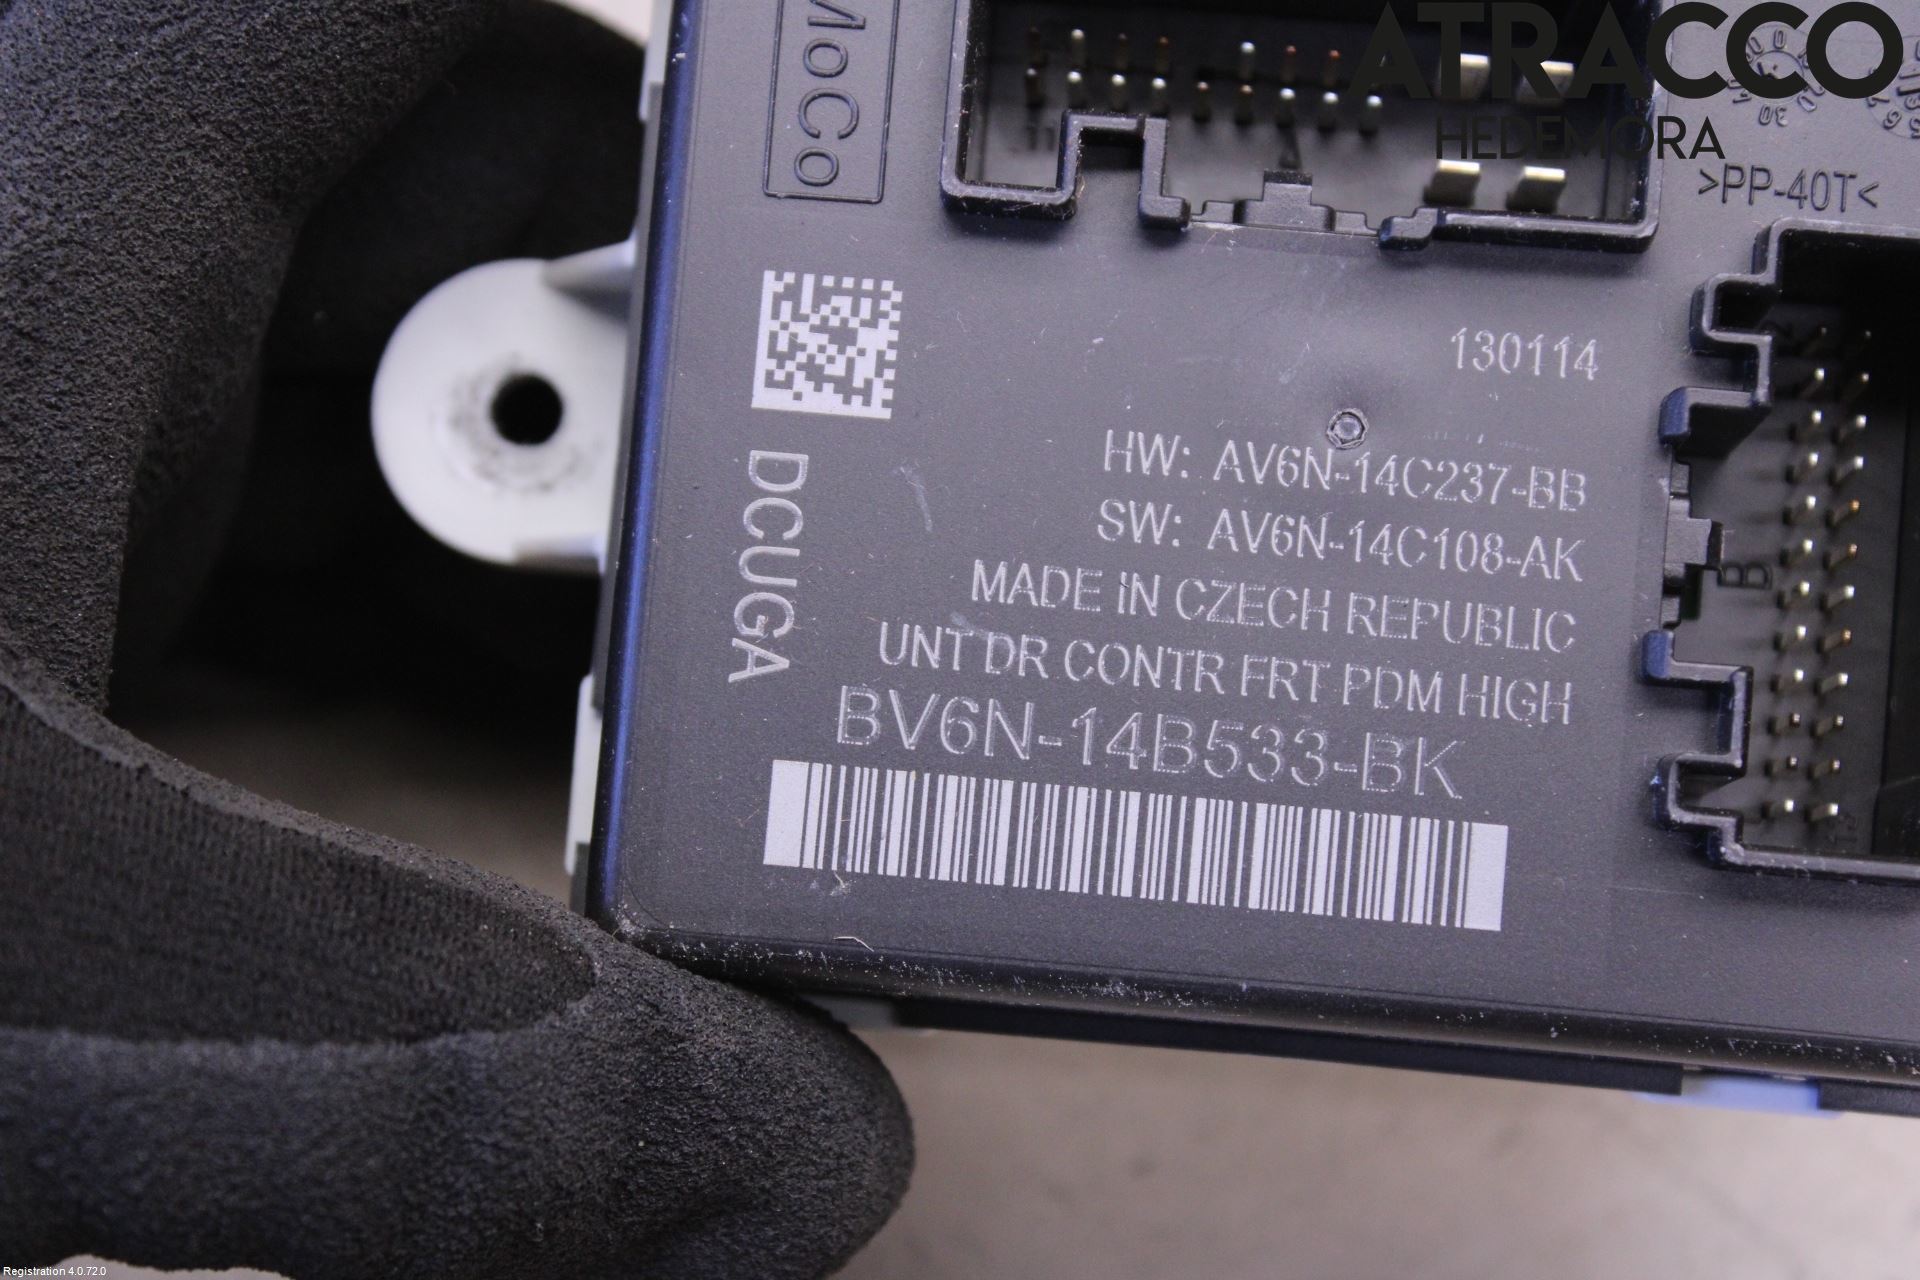 MoCo
ATRACCO
HEDEMORA
>PP-40T<
130114
HW: AV6N-14C237-BB
SW: AV6N-14C108-AK
MADE IN CZECH REPUBLIC
UNT DR CONTR FRT PDM HIGH
BV6N-14B533-BK
DCUGA
B
Registration 4.0.72.0